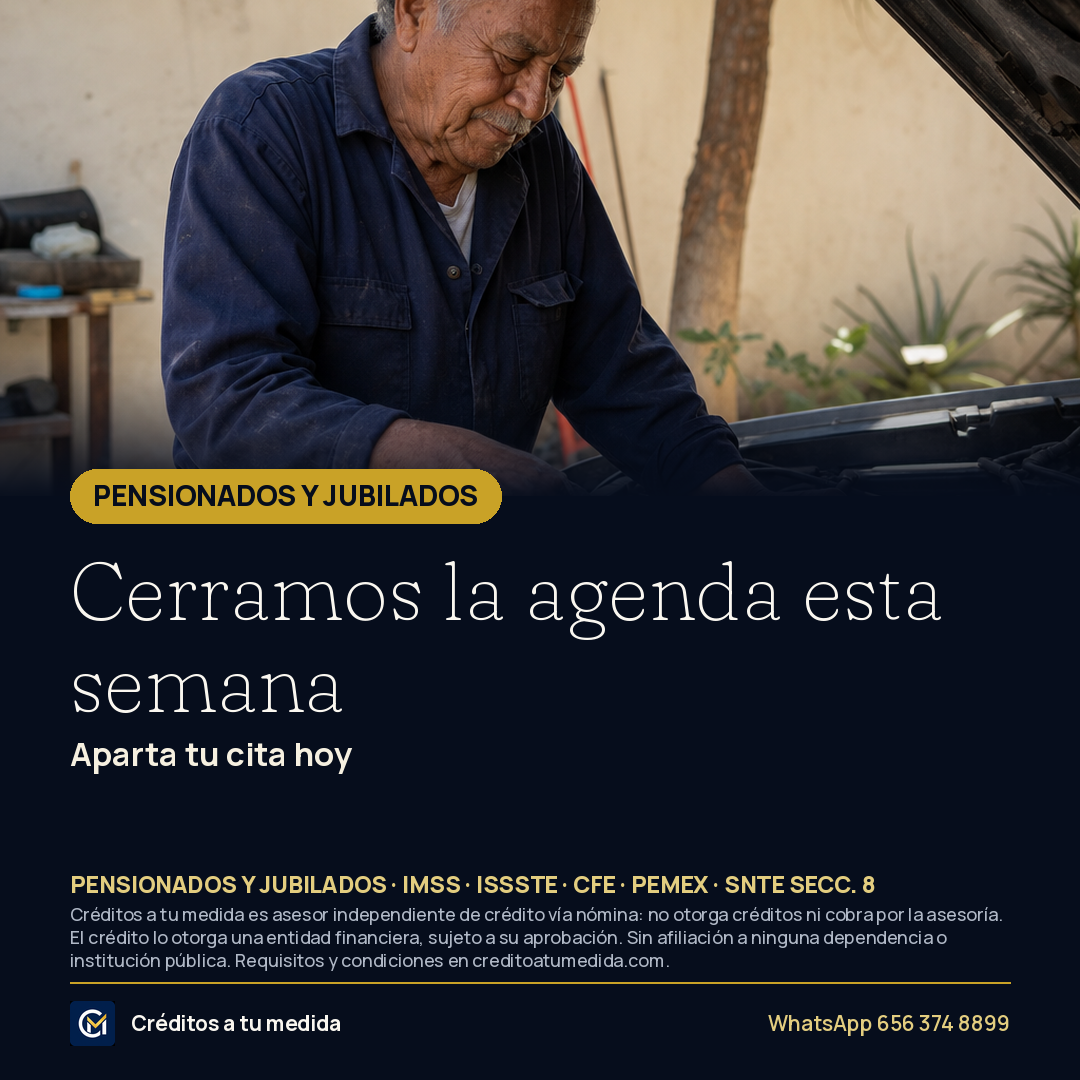 PENSIONADOS Y JUBILADOS
Cerramos la agenda esta
semana
Aparta tu cita hoy
PENSIONADOS Y JUBILADOS · IMSS · ISSSTE · CFE · PEMEX · SNTE SECC. 8
Créditos a tu medida es asesor independiente de crédito vía nómina: no otorga créditos ni cobra por la asesoría.
El crédito lo otorga una entidad financiera, sujeto a su aprobación. Sin afiliación a ninguna dependencia o
institución pública. Requisitos y condiciones en creditoatumedida.com.
Créditos a tu medida
WhatsApp 656 374 8899